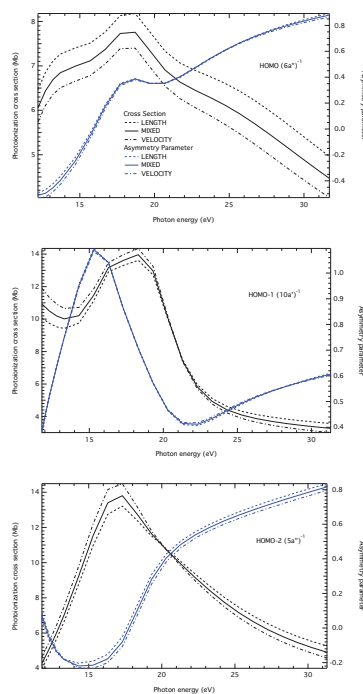 8
7
5
Photoionization cross section (Mb)
0.8
0.6
0.4
0.2
0.0
-0.2
-0.4
HOMO (6a")⁻¹
Cross Section
LENGTH
MIXED
VELOCITY
Asymmetry Parameter
LENGTH
MIXED
VELOCITY
15
20
25
30
Photon energy (eV)
14
12
10
8
6
4
Photoionization cross section (Mb)
1.0
0.9
0.8
0.7
0.6
0.5
0.4
Asymmetry parameter
HOMO-1 (10a')⁻¹
15
20
25
30
Photon energy (eV)
14
12
10
8
6
4
Photoionization cross section (Mb)
0.8
0.6
0.4
0.2
0.0
-0.2
Asymmetry parameter
HOMO-2 (5a")⁻¹
15
20
25
30
Photon energy (eV)